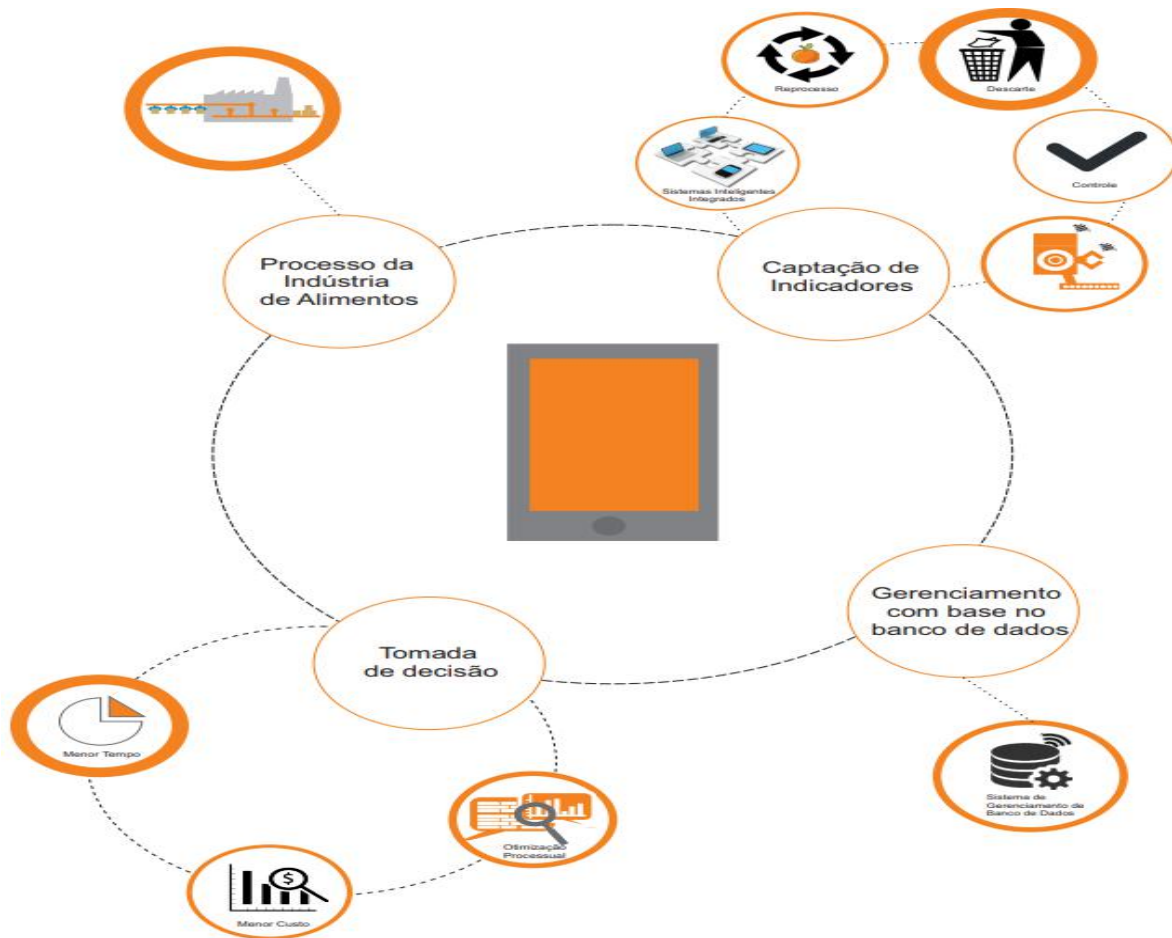 Reprocesso
Descarte
Sistemas Inteligentes
Integrados
Controle
Processo da
Indústria
de Alimentos
Captação de
Indicadores
Gerenciamento
com base no
banco de dados
Tomada
de decisão
Menor Tempo
Otimização
Processual
Menor Custo
Sistema de
Gerenciamento de
Banco de Dados